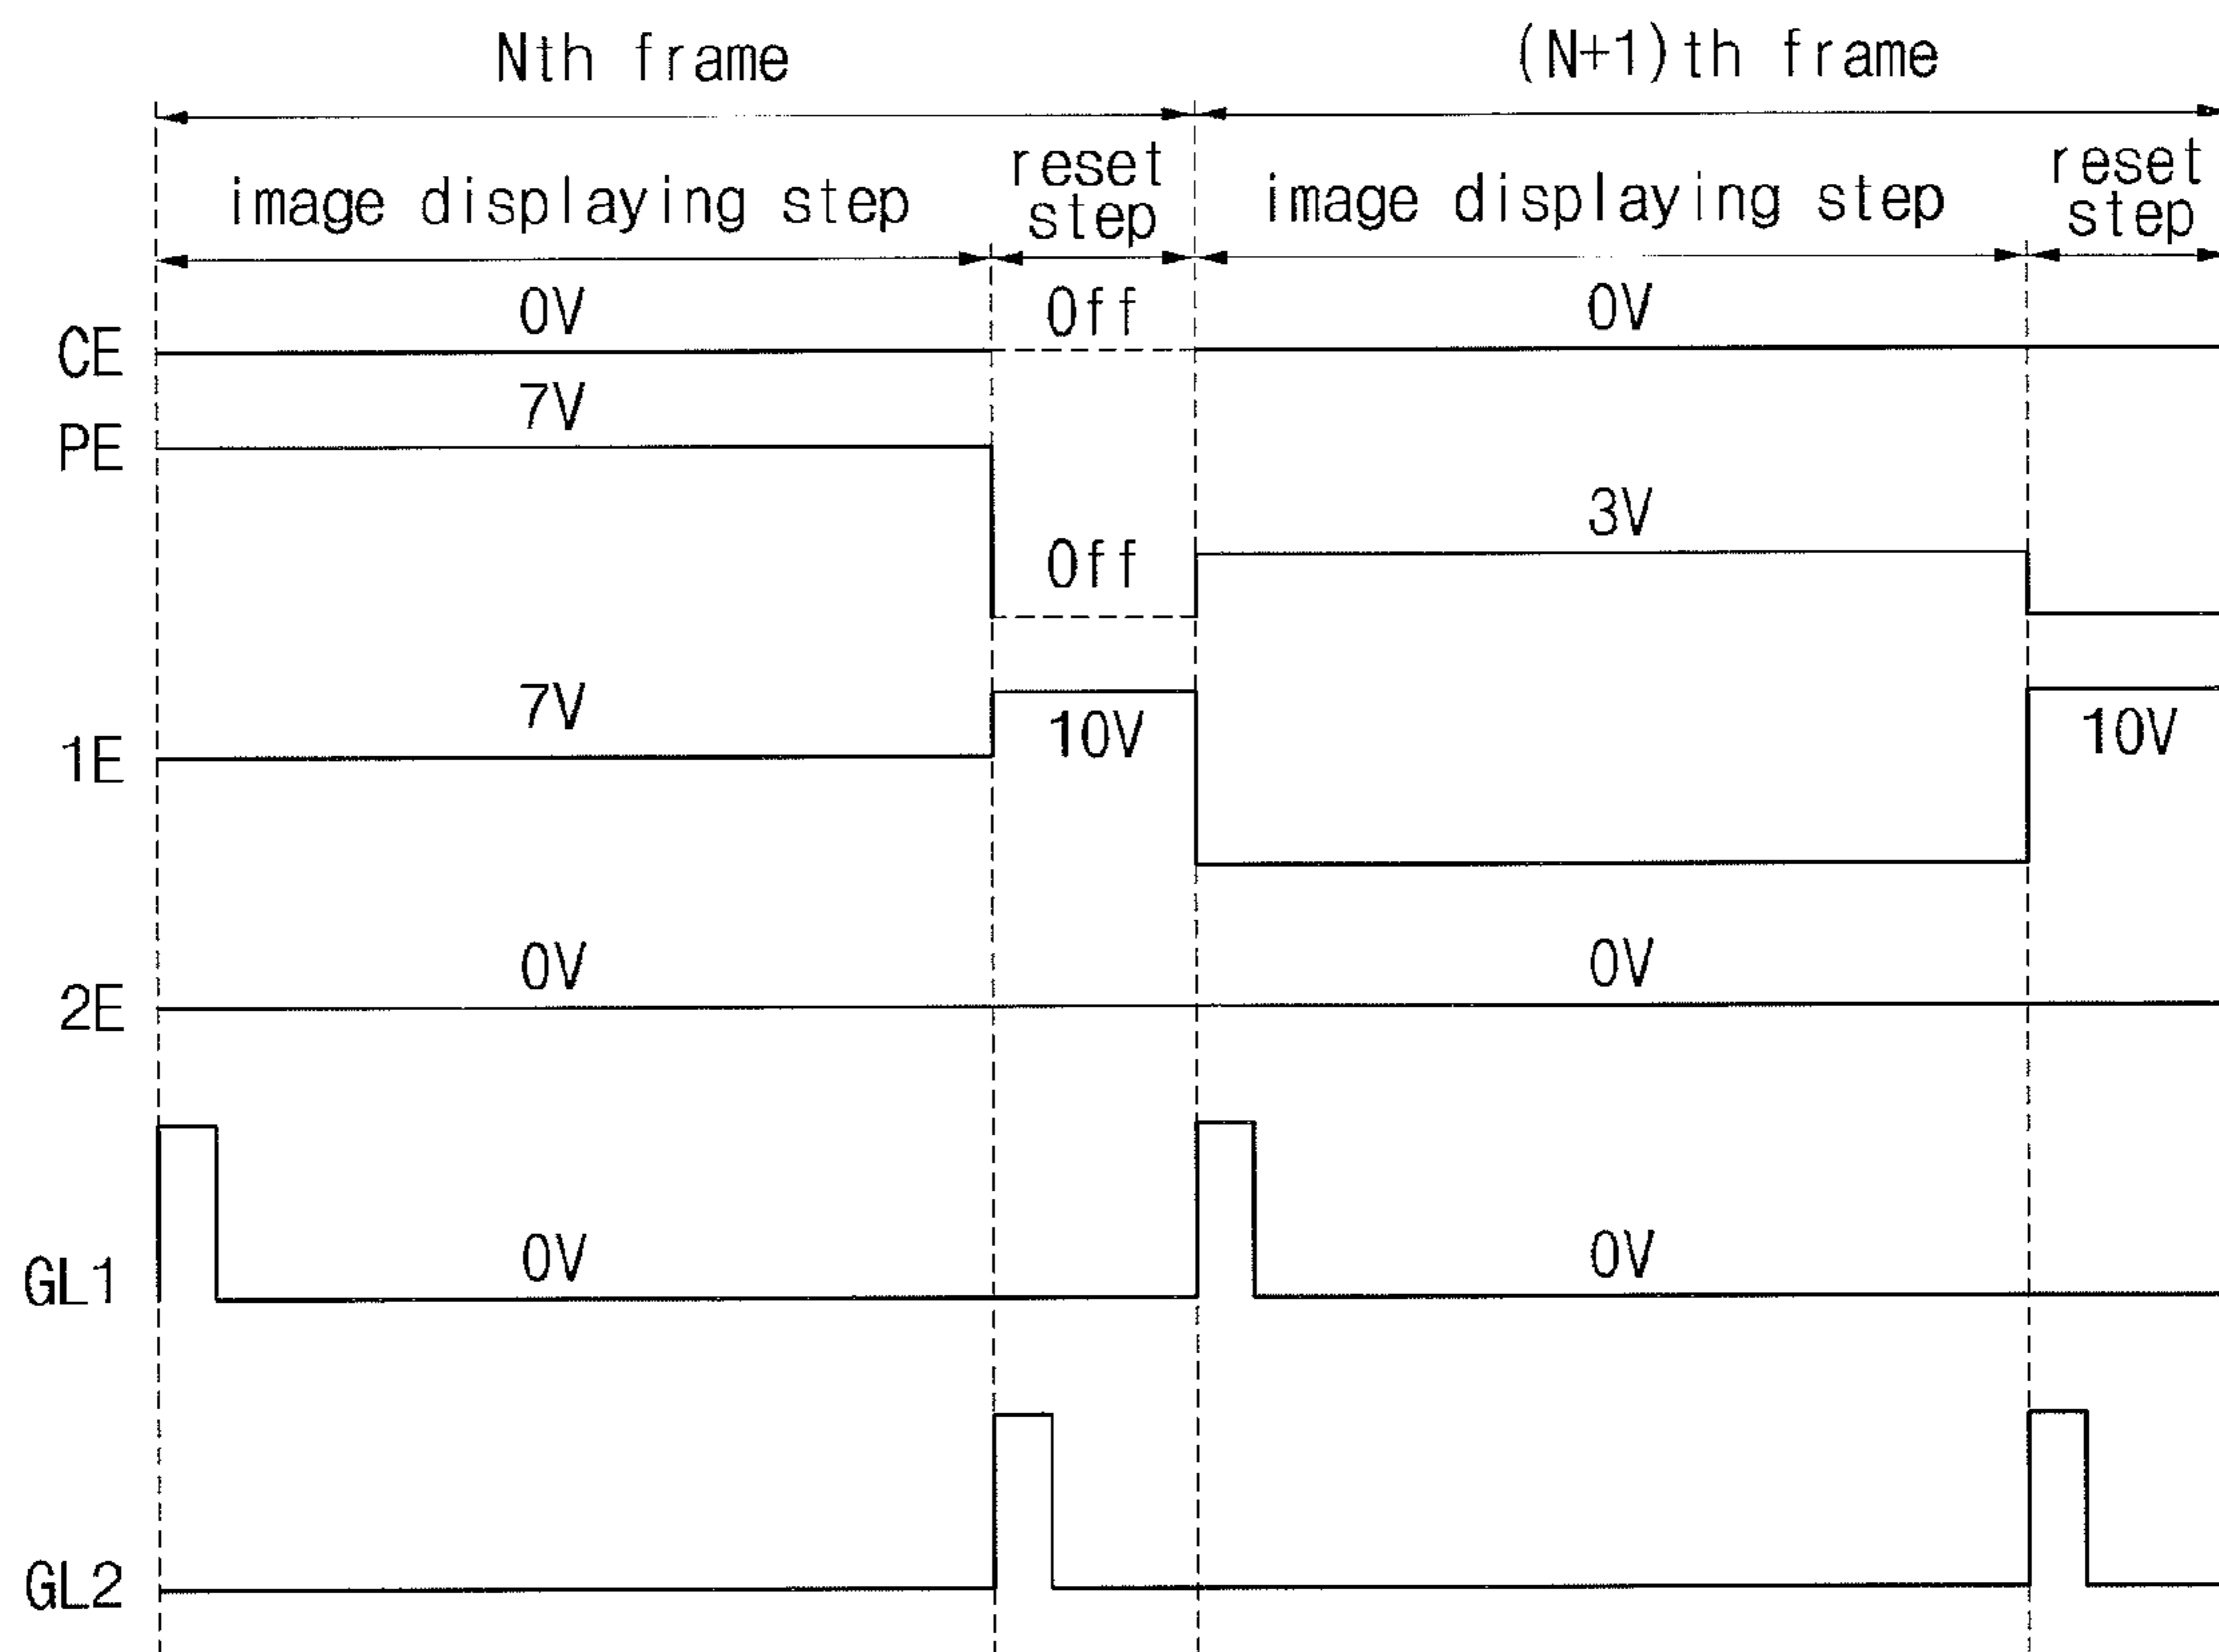 Nth frame
(N+1)th frame
image displaying step
reset
step
image displaying step
reset
step
0V
Off
0V
CE
7V
PE
3V
Off
7V
10V
10V
1E
0V
0V
2E
0V
0V
GL1
GL2